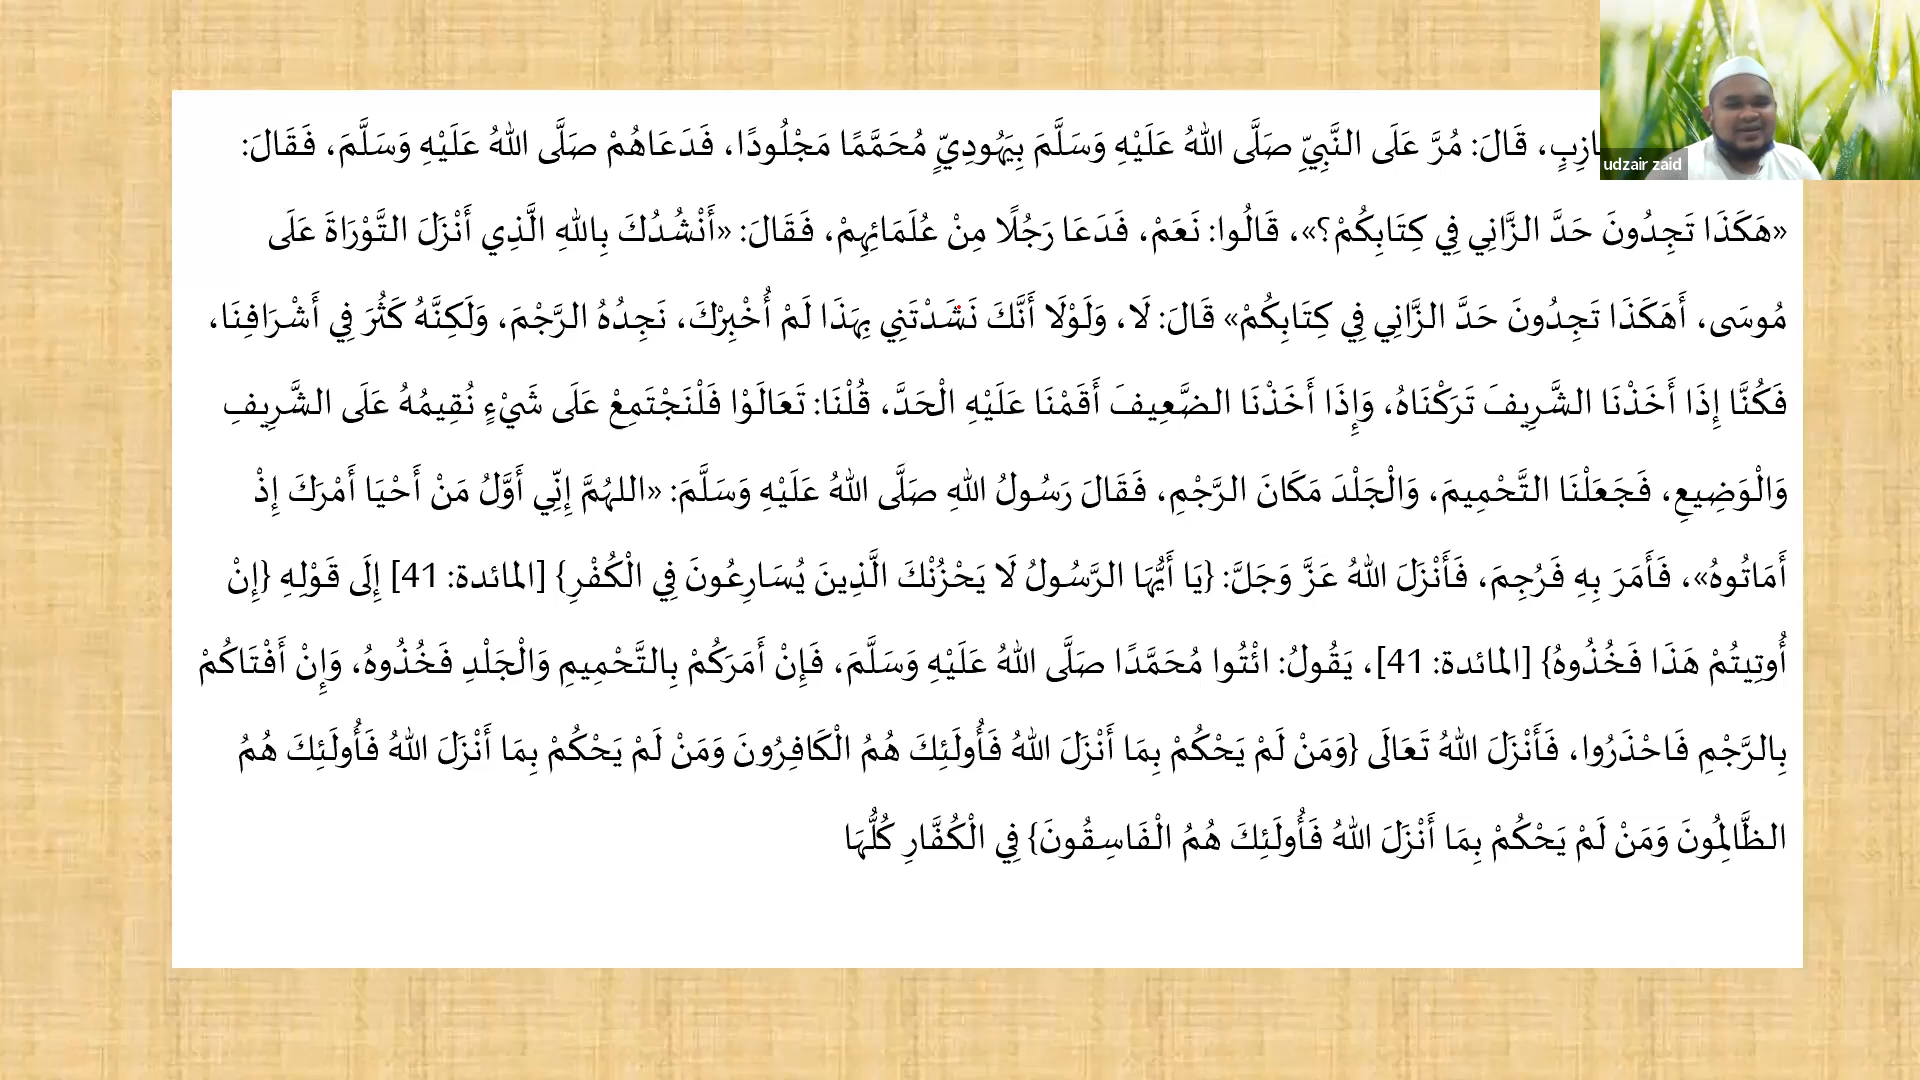 ازِبٍ، قَالَ: مُرَّ عَلَى النَّبِيِّ صَلَّى اللهُ عَلَيْهِ وَسَلَّمَ بِيَهُودِيٍّ مُحَمَّمًا مَجْلُودًا، فَدَعَاهُمْ صَلَّى اللهُ عَلَيْهِ وَسَلَّمَ، فَقَالَ:
udzair zaid
«هَكَذَا تَجِدُونَ حَدَّ الزَّانِي فِي كِتَابِكُمْ؟»، قَالُوا: نَعَمْ، فَدَعَا رَجُلًا مِنْ عُلَمَائِهِمْ، فَقَالَ: «أَنْشُدُكَ بِاللهِ الَّذِي أَنْزَلَ التَّوْرَاةَ عَلَى
مُوسَى، أَهَكَذَا تَجِدُونَ حَدَّ الزَّانِي فِي كِتَابِكُمْ» قَالَ: لَا، وَلَوْلَا أَنَّكَ نَشَدْتَنِي بِهَذَا لَمْ أُخْبِرْكَ، نَجِدُهُ الرَّجْمَ، وَلَكِنَّهُ كَثُرَ فِي أَشْرَافِنَا،
فَكُنَّا إِذَا أَخَذْنَا الشَّرِيفَ تَرَكْنَاهُ، وَإِذَا أَخَذْنَا الضَّعِيفَ أَقَمْنَا عَلَيْهِ الْحَدَّ، قُلْنَا: تَعَالَوْا فَلْنَجْتَمِعْ عَلَى شَيْءٍ نُقِيمُهُ عَلَى الشَّرِيفِ
وَالْوَضِيعِ، فَجَعَلْنَا التَّحْمِيمَ، وَالْجَلْدَ مَكَانَ الرَّجْمِ، فَقَالَ رَسُولُ اللهِ صَلَّى اللهُ عَلَيْهِ وَسَلَّمَ: «اللهُمَّ إِنِّي أَوَّلُ مَنْ أَحْيَا أَمْرَكَ إِذْ
أَمَاتُوهُ»، فَأَمَرَ بِهِ فَرُجِمَ، فَأَنْزَلَ اللهُ عَزَّ وَجَلَّ: {يَا أَيُّهَا الرَّسُولُ لَا يَحْزُنْكَ الَّذِينَ يُسَارِعُونَ فِي الْكُفْرِ} [المائدة: 41] إِلَى قَوْلِهِ {إِنْ
أُوتِيتُمْ هَذَا فَخُذُوهُ} [المائدة: 41]، يَقُولُ: ائْتُوا مُحَمَّدًا صَلَّى اللهُ عَلَيْهِ وَسَلَّمَ، فَإِنْ أَمَرَكُمْ بِالتَّحْمِيمِ وَالْجَلْدِ فَخُذُوهُ، وَإِنْ أَفْتَاكُمْ
بِالرَّجْمِ فَاحْذَرُوا، فَأَنْزَلَ اللهُ تَعَالَى {وَمَنْ لَمْ يَحْكُمْ بِمَا أَنْزَلَ اللهُ فَأُولَئِكَ هُمُ الْكَافِرُونَ وَمَنْ لَمْ يَحْكُمْ بِمَا أَنْزَلَ اللهُ فَأُولَئِكَ هُمُ
الظَّالِمُونَ وَمَنْ لَمْ يَحْكُمْ بِمَا أَنْزَلَ اللهُ فَأُولَئِكَ هُمُ الْفَاسِقُونَ} فِي الْكُفَّارِ كُلُّهَا